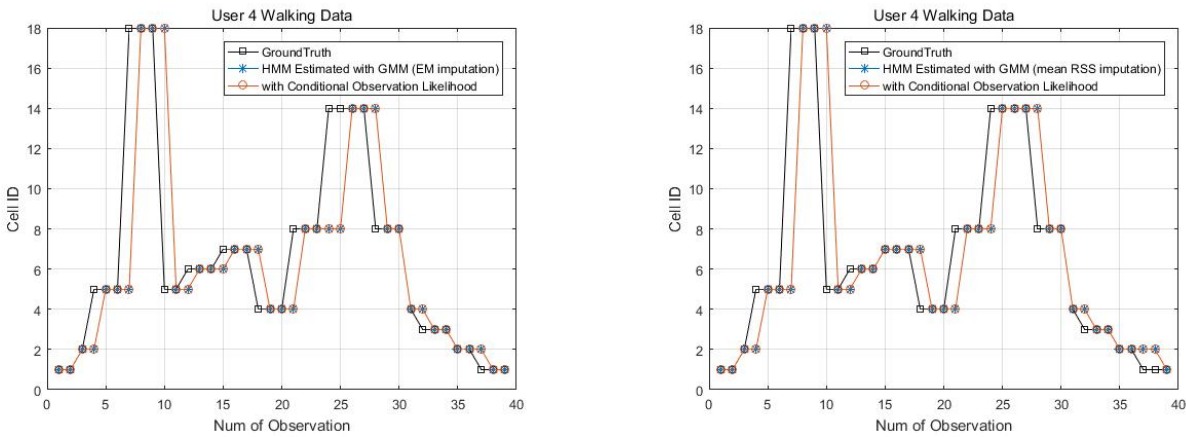 User 4 Walking Data
18
16
14
12
10
8
6
4
2
0
Cell ID
GroundTruth
HMM Estimated with GMM (EM imputation)
with Conditional Observation Likelihood
0 5 10 15 20 25 30 35 40
Num of Observation
User 4 Walking Data
18
16
14
12
10
8
6
4
2
0
Cell ID
GroundTruth
HMM Estimated with GMM (mean RSS imputation)
with Conditional Observation Likelihood
0 5 10 15 20 25 30 35 40
Num of Observation